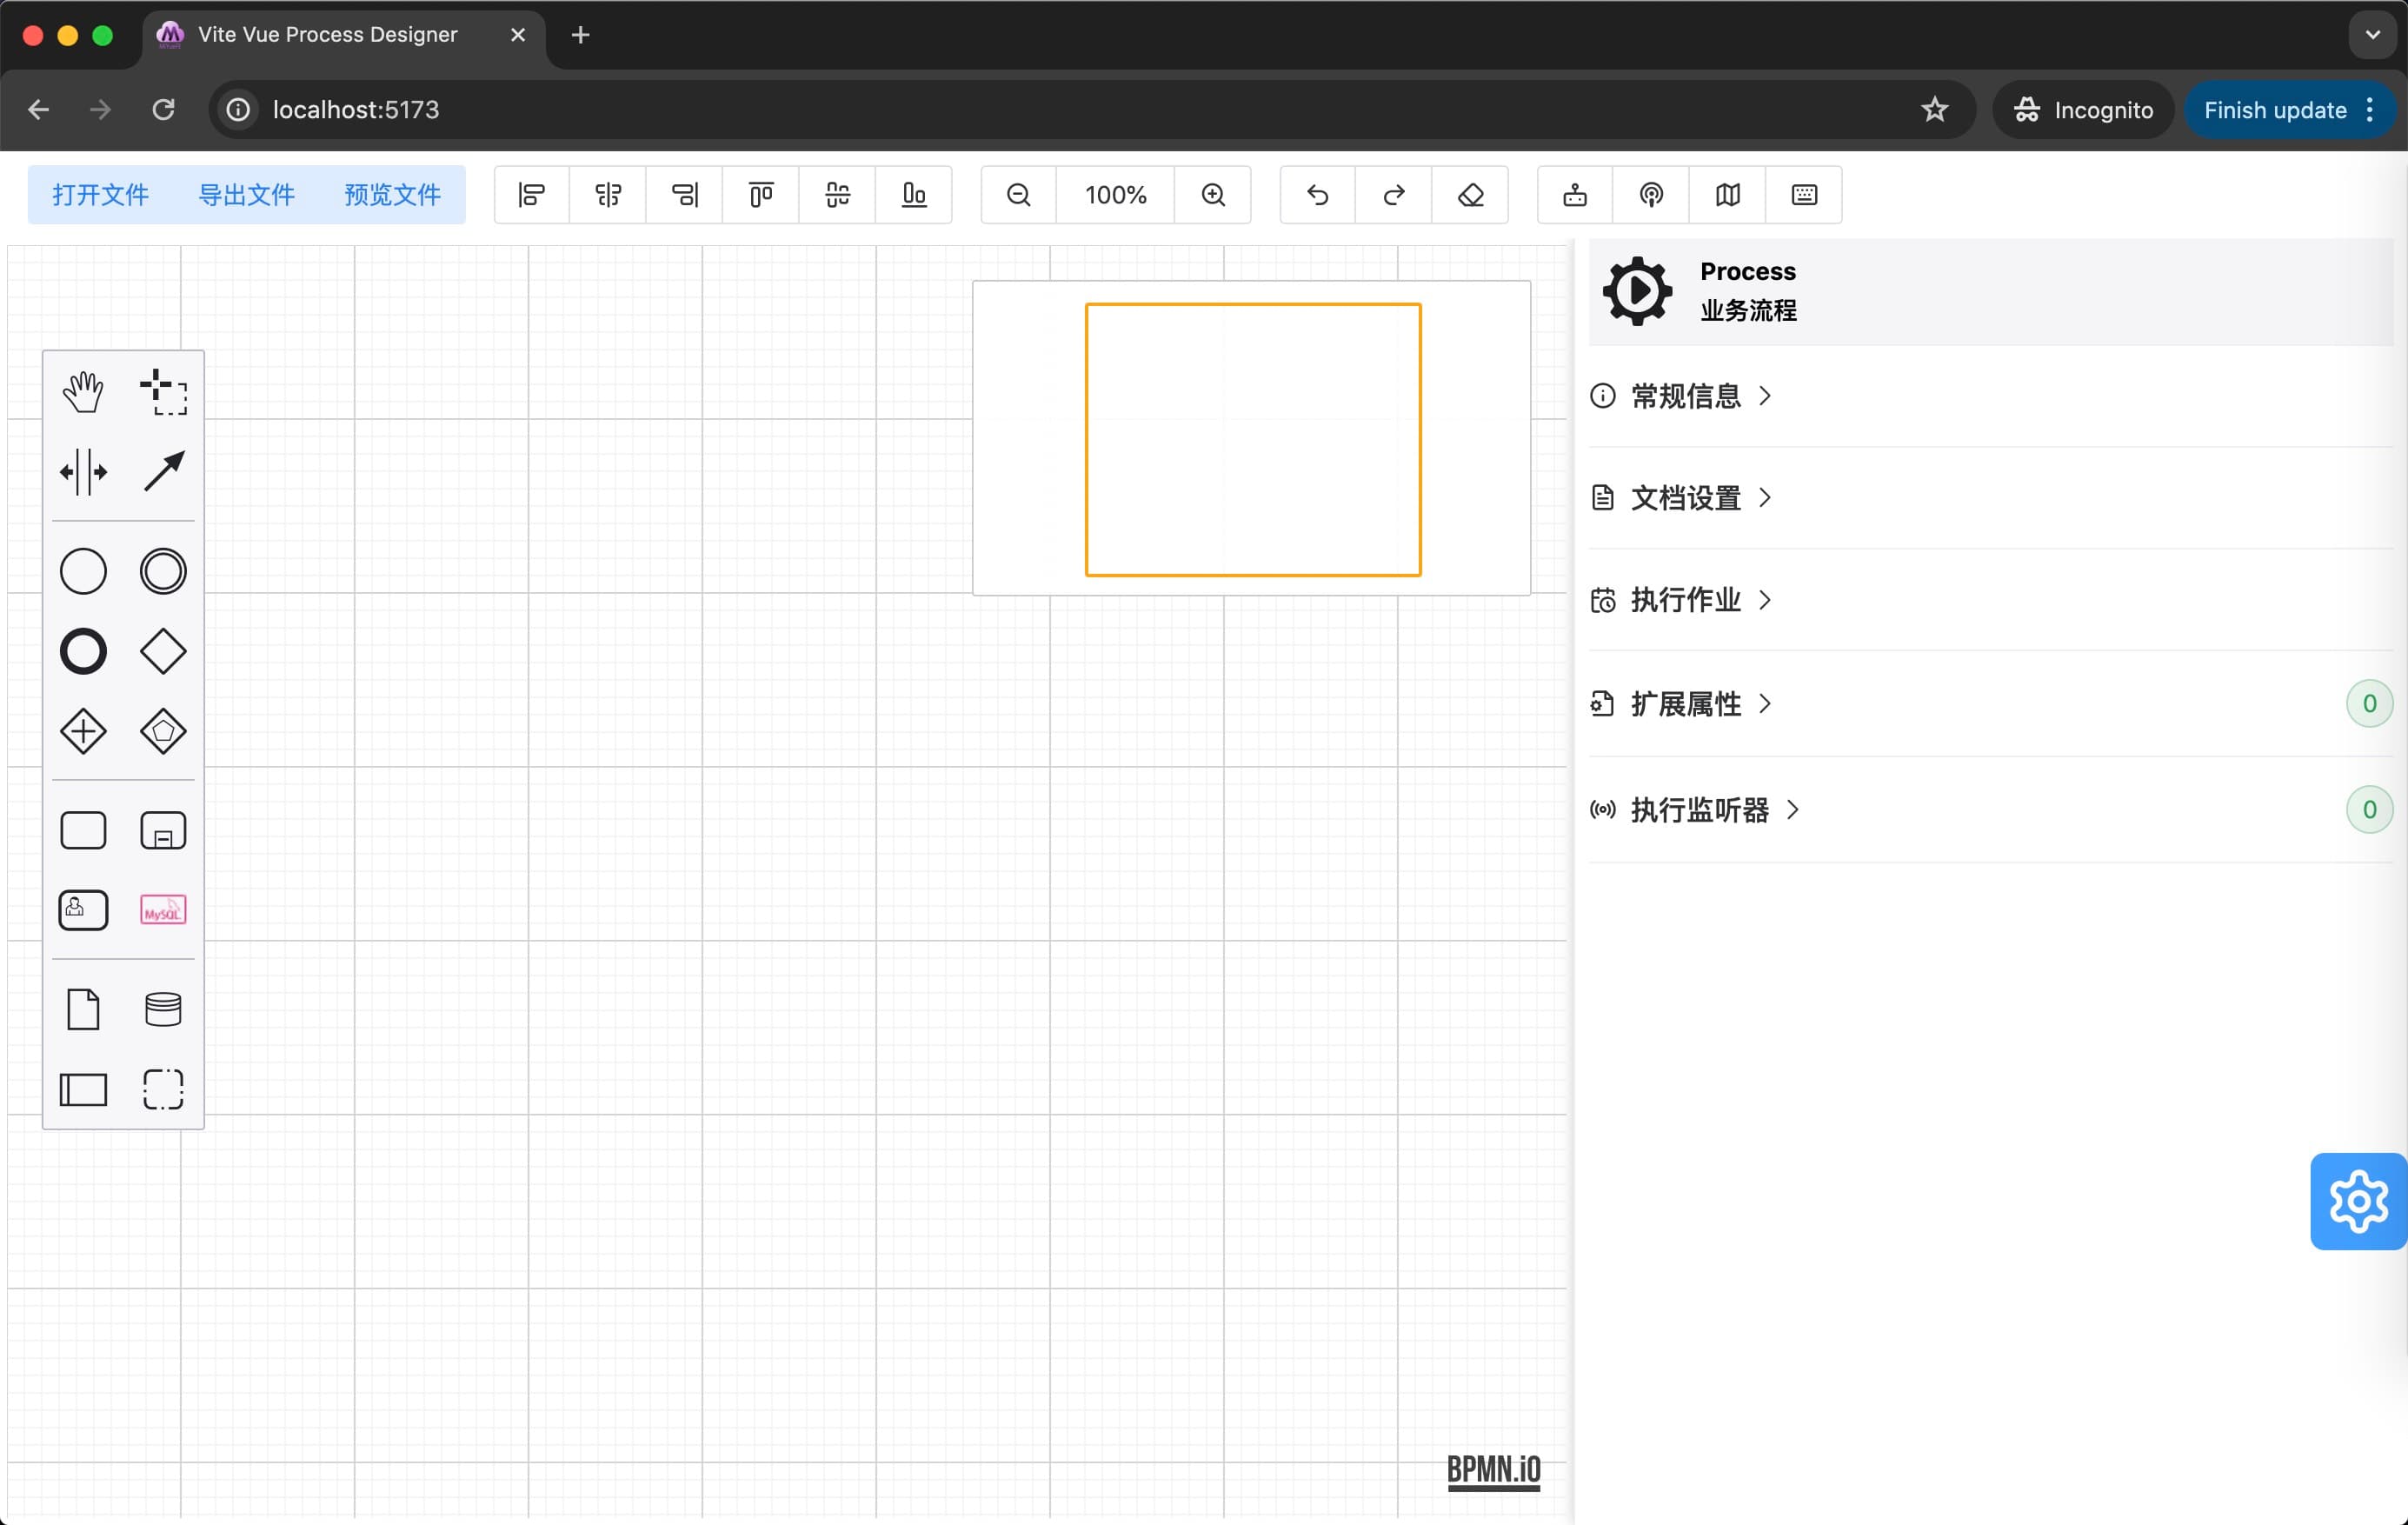 Vite Vue Process Designer
localhost:5173
Incognito
Finish update
打开文件
导出文件
预览文件
100%
Process
业务流程
常规信息
文档设置
执行作业
扩展属性
0
执行监听器
0
MySQL
BPMN.iO